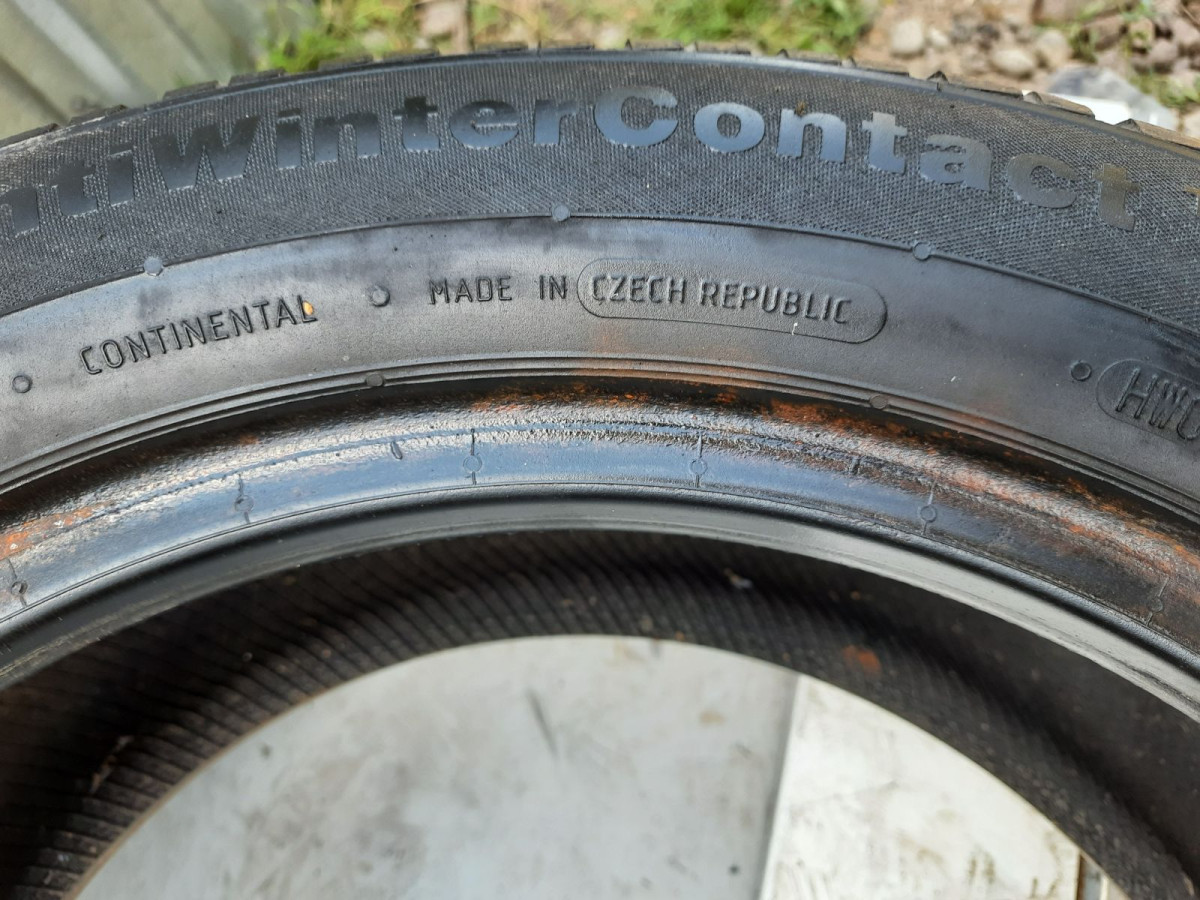 ntiWinterContact
CONTINENTAL
MADE IN CZECH REPUBLIC